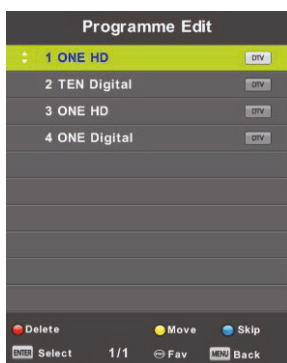 Programme Edit
1 ONE HD DTV
2 TEN Digital DTV
3 ONE HD DTV
4 ONE Digital DTV
Delete Move Skip
ENTER Select 1/1 Fav MENU Back